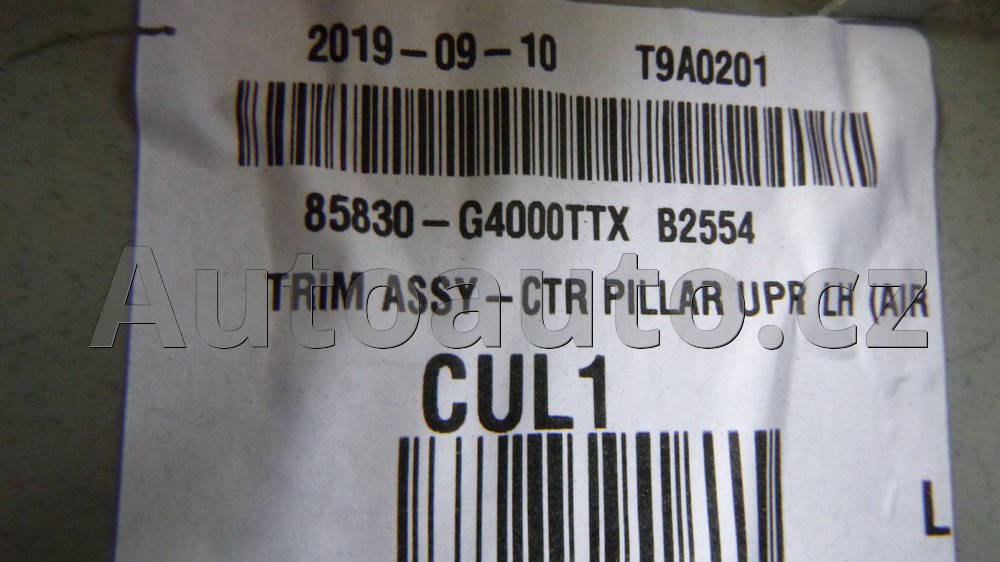 2019-09-10 T9A0201
85830-G4000TTX B2554
TRIM ASSY-CTR PILLAR UPR LH (AIR
Autoauto.cz
CUL1
L